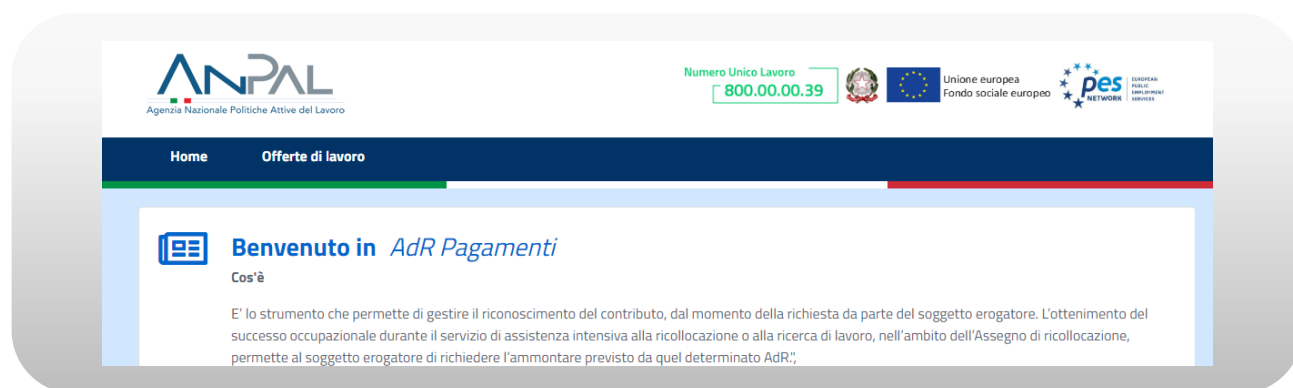 ANPAL
Agenzia Nazionale Politiche Attive del Lavoro
Numero Unico Lavoro
800.00.00.39
Unione europea
Fondo sociale europeo
pes
NETWORK
EUROPEAN
PUBLIC
EMPLOYMENT
SERVICES
Home Offerte di lavoro
Benvenuto in AdR Pagamenti
Cos'è
E' lo strumento che permette di gestire il riconoscimento del contributo, dal momento della richiesta da parte del soggetto erogatore. L'ottenimento del
successo occupazionale durante il servizio di assistenza intensiva alla ricollocazione o alla ricerca di lavoro, nell'ambito dell'Assegno di ricollocazione,
permette al soggetto erogatore di richiedere l'ammontare previsto da quel determinato AdR.",